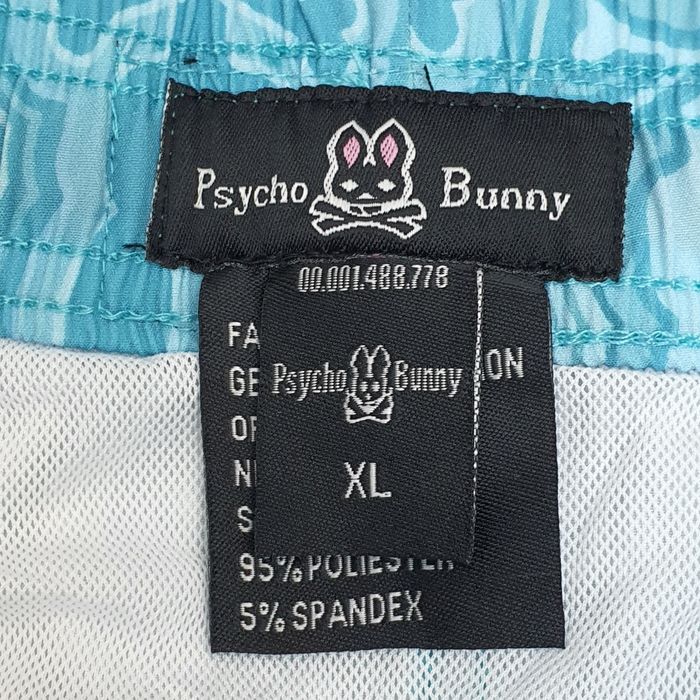 Psycho Bunny
00.001.488.778
Psycho Bunny
XL
95% POLIESTER
5% SPANDEX